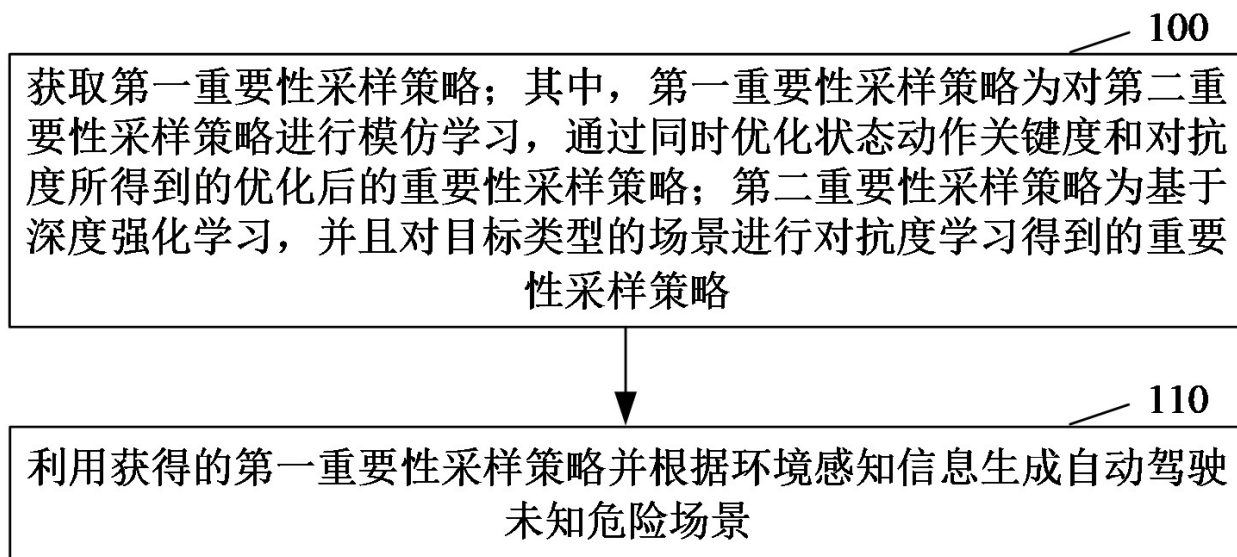 100
获取第一重要性采样策略；其中，第一重要性采样策略为对第二重
要性采样策略进行模仿学习，通过同时优化状态动作关键度和对抗
度所得到的优化后的重要性采样策略；第二重要性采样策略为基于
深度强化学习，并且对目标类型的场景进行对抗度学习得到的重要
性采样策略
110
利用获得的第一重要性采样策略并根据环境感知信息生成自动驾驶
未知危险场景